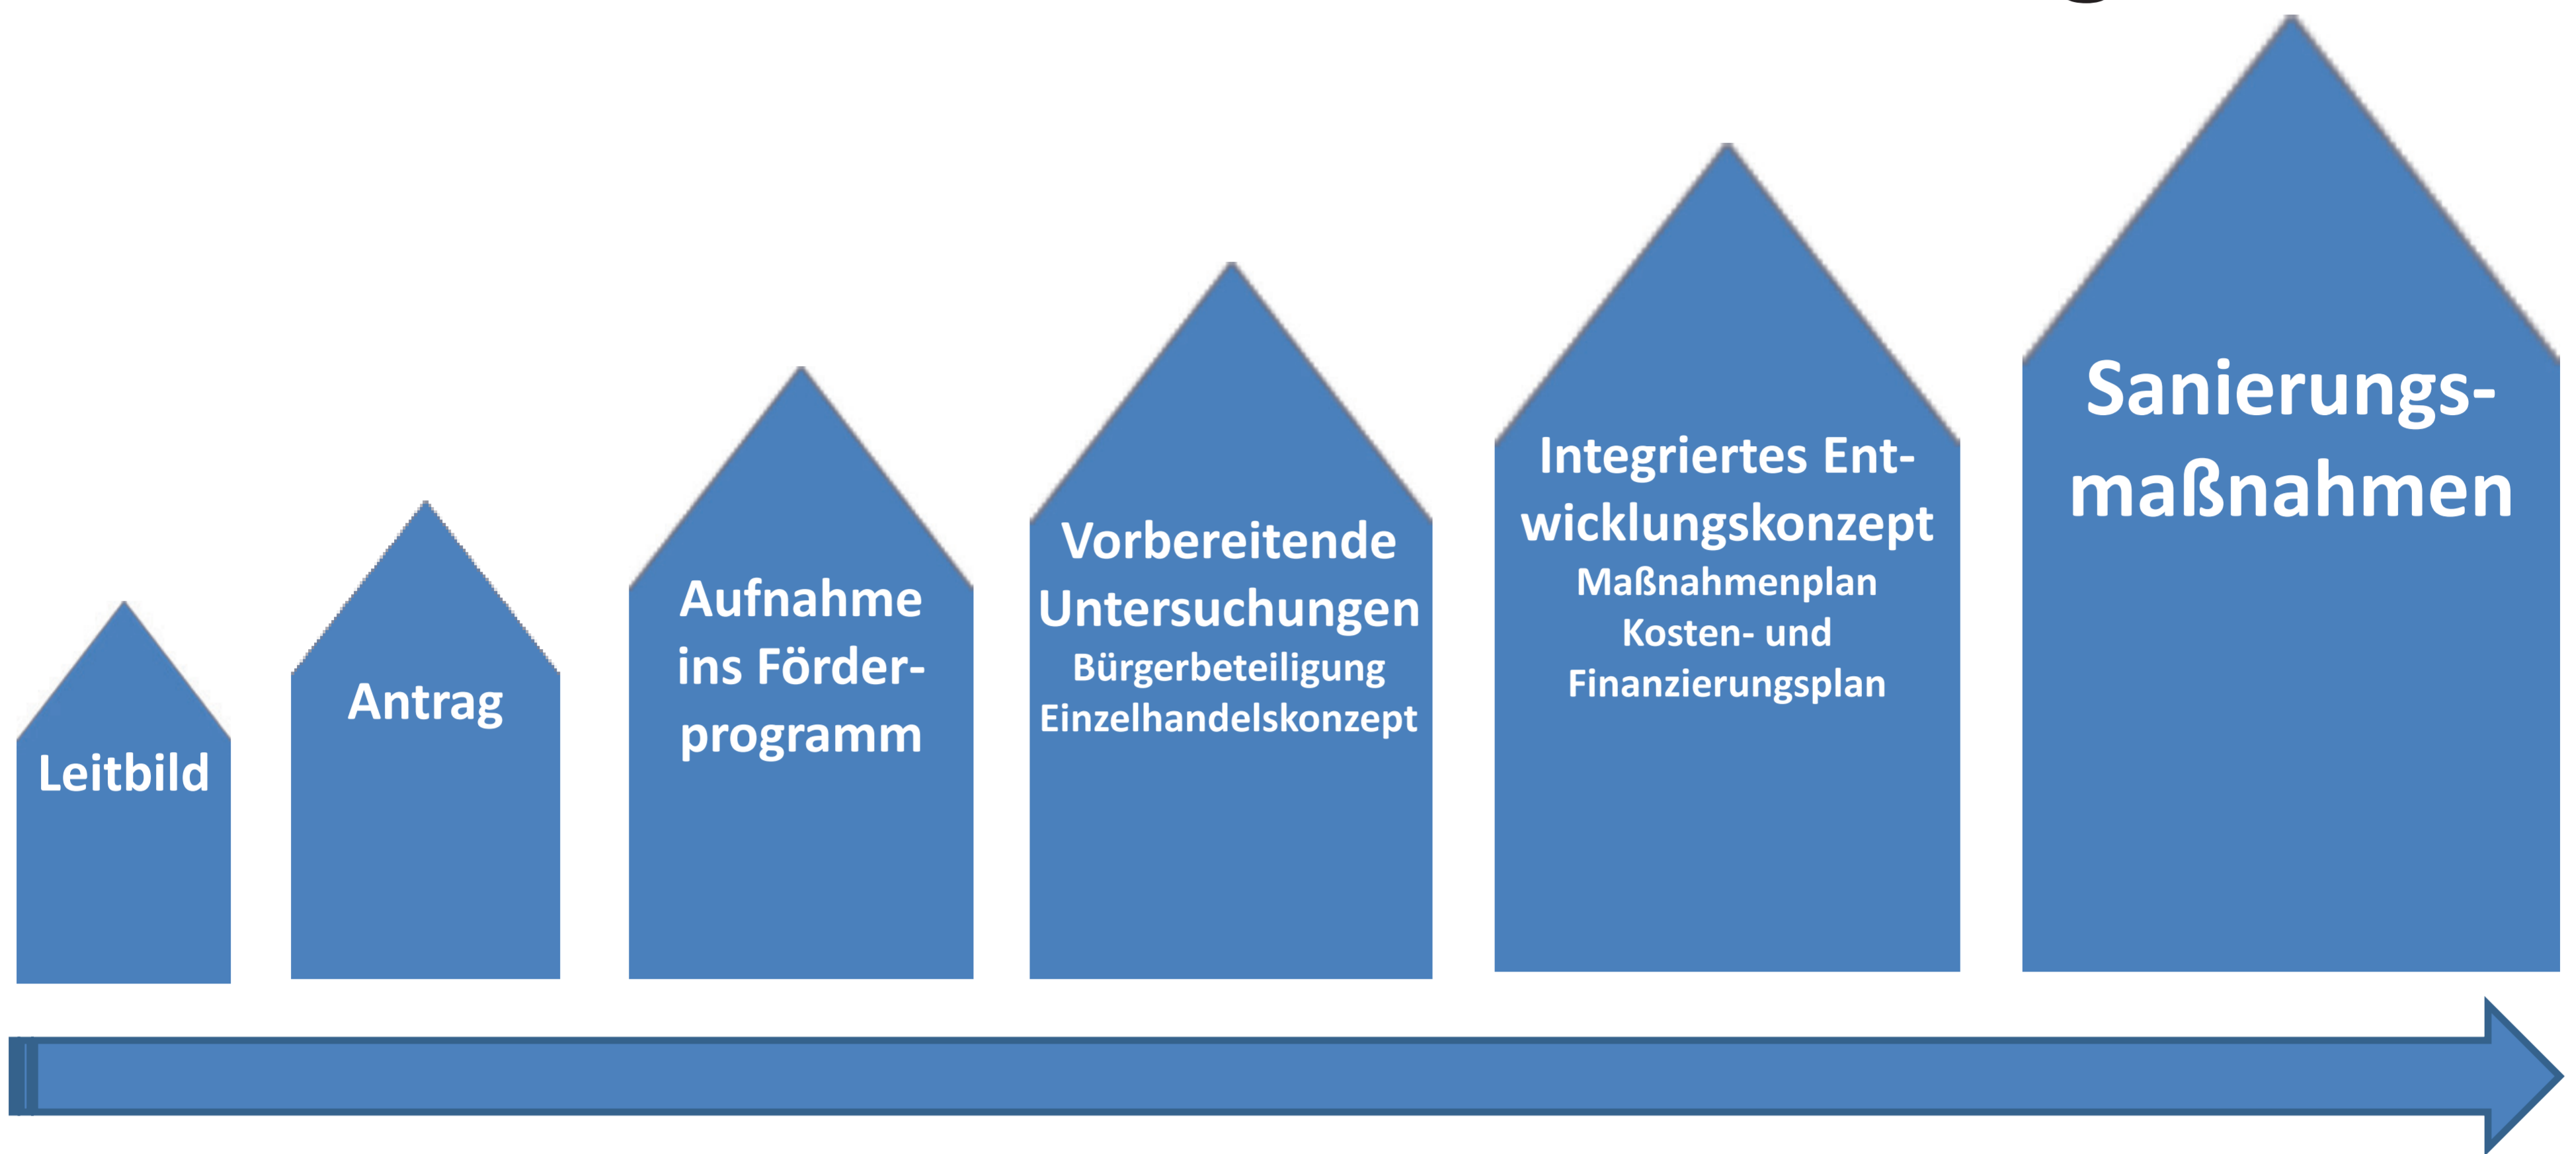 Leitbild
Antrag
Aufnahme
ins Förder-
programm
Vorbereitende
Untersuchungen
Bürgerbeteiligung
Einzelhandelskonzept
Integriertes Ent-
wicklungskonzept
Maßnahmenplan
Kosten- und
Finanzierungsplan
Sanierungs-
maßnahmen